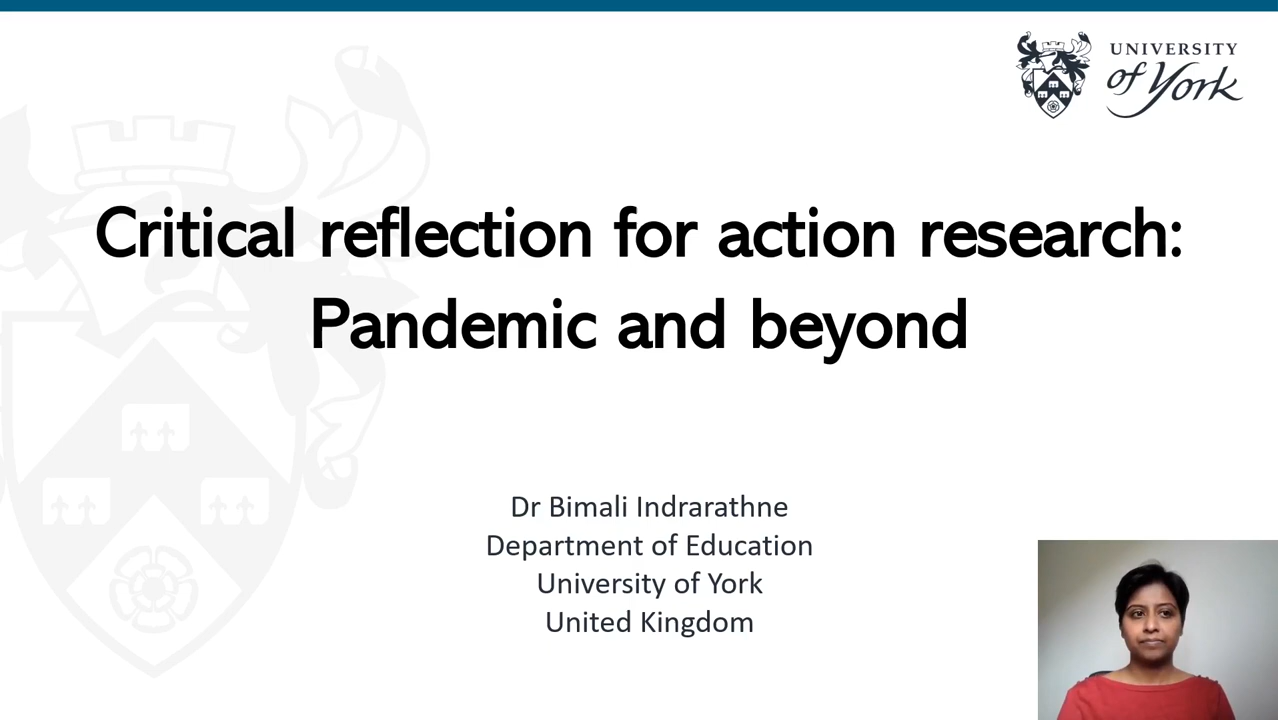 UNIVERSITY
of York
Critical reflection for action research:
Pandemic and beyond
Dr Bimali Indrarathne
Department of Education
University of York
United Kingdom